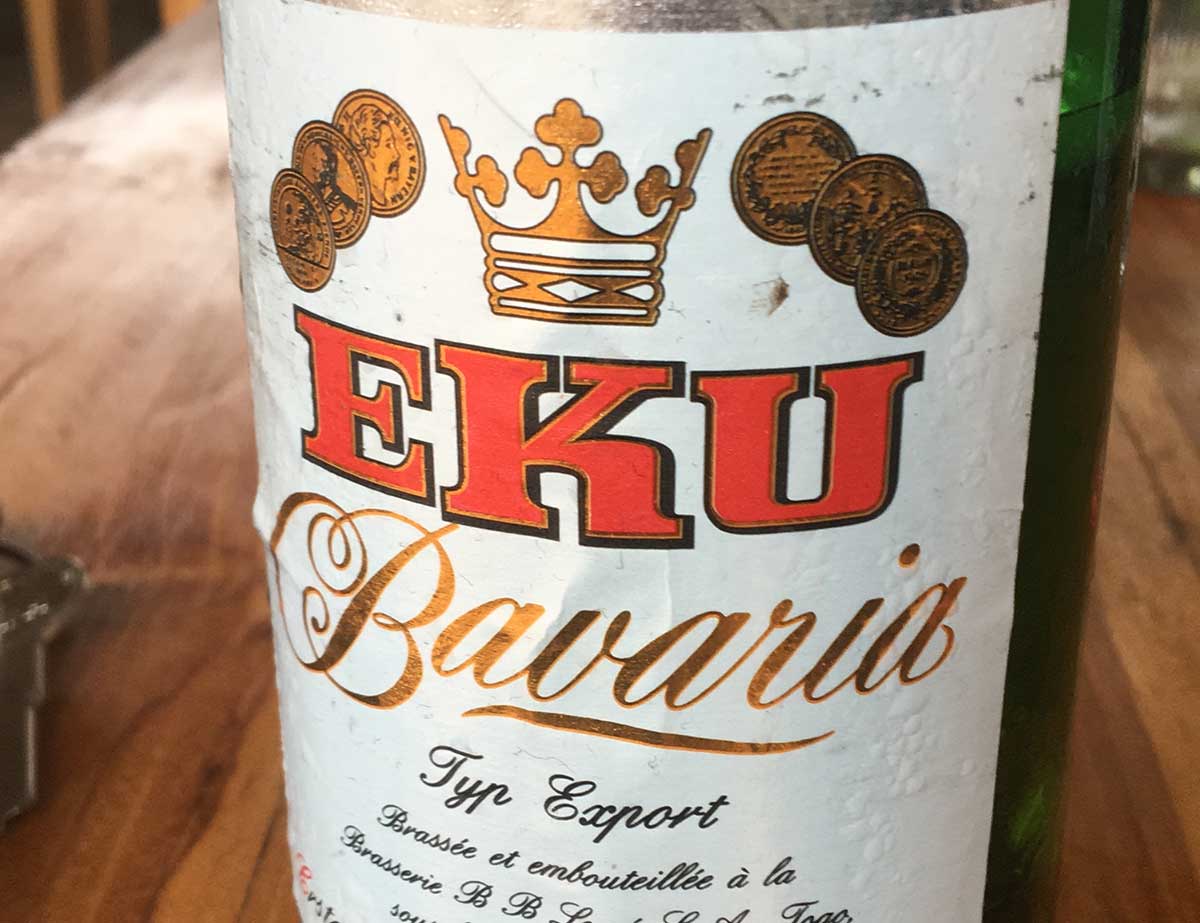 EKU
Bavaria
Typ Export
Brassée et embouteillée à la
Brasserie B B